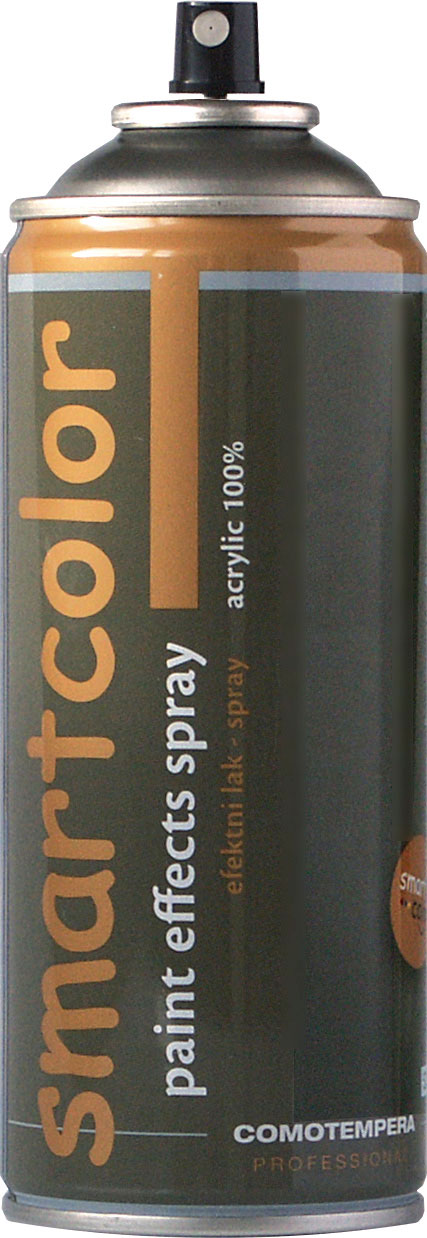 smartcolor
paint effects spray
efektni lak - spray
acrylic 100%
COMOTEMPERA
PROFESSIONAL